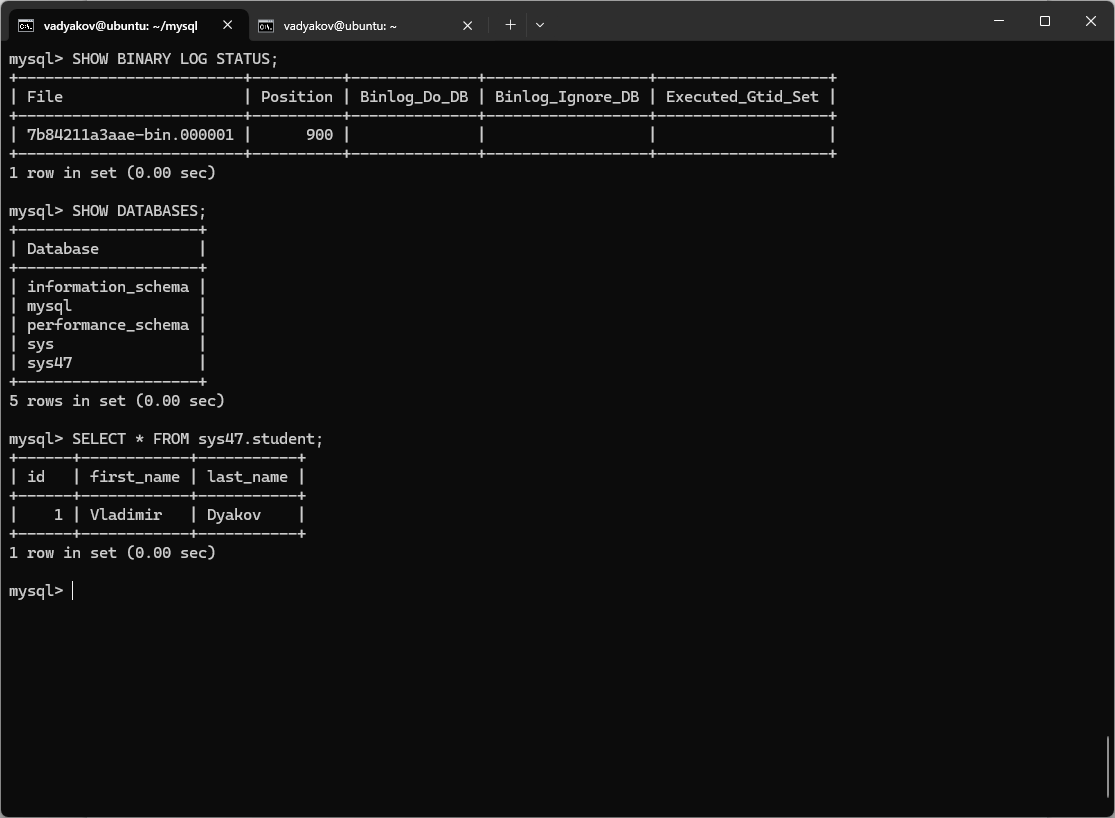 vadyakov@ubuntu: ~/mysql vadyakov@ubuntu: ~
mysql> SHOW BINARY LOG STATUS;
+---------------------------+----------+--------------+------------------+-------------------+
| File                      | Position | Binlog_Do_DB | Binlog_Ignore_DB | Executed_Gtid_Set |
+---------------------------+----------+--------------+------------------+-------------------+
| 7b84211a3aae-bin.000001 |      900 |              |                  |                   |
+---------------------------+----------+--------------+------------------+-------------------+
1 row in set (0.00 sec)
mysql> SHOW DATABASES;
+--------------------+
| Database           |
+--------------------+
| information_schema |
| mysql              |
| performance_schema |
| sys                |
| sys47              |
+--------------------+
5 rows in set (0.00 sec)
mysql> SELECT * FROM sys47.student;
+------+------------+-----------+
| id   | first_name | last_name |
+------+------------+-----------+
|    1 | Vladimir   | Dyakov    |
+------+------------+-----------+
1 row in set (0.00 sec)
mysql>